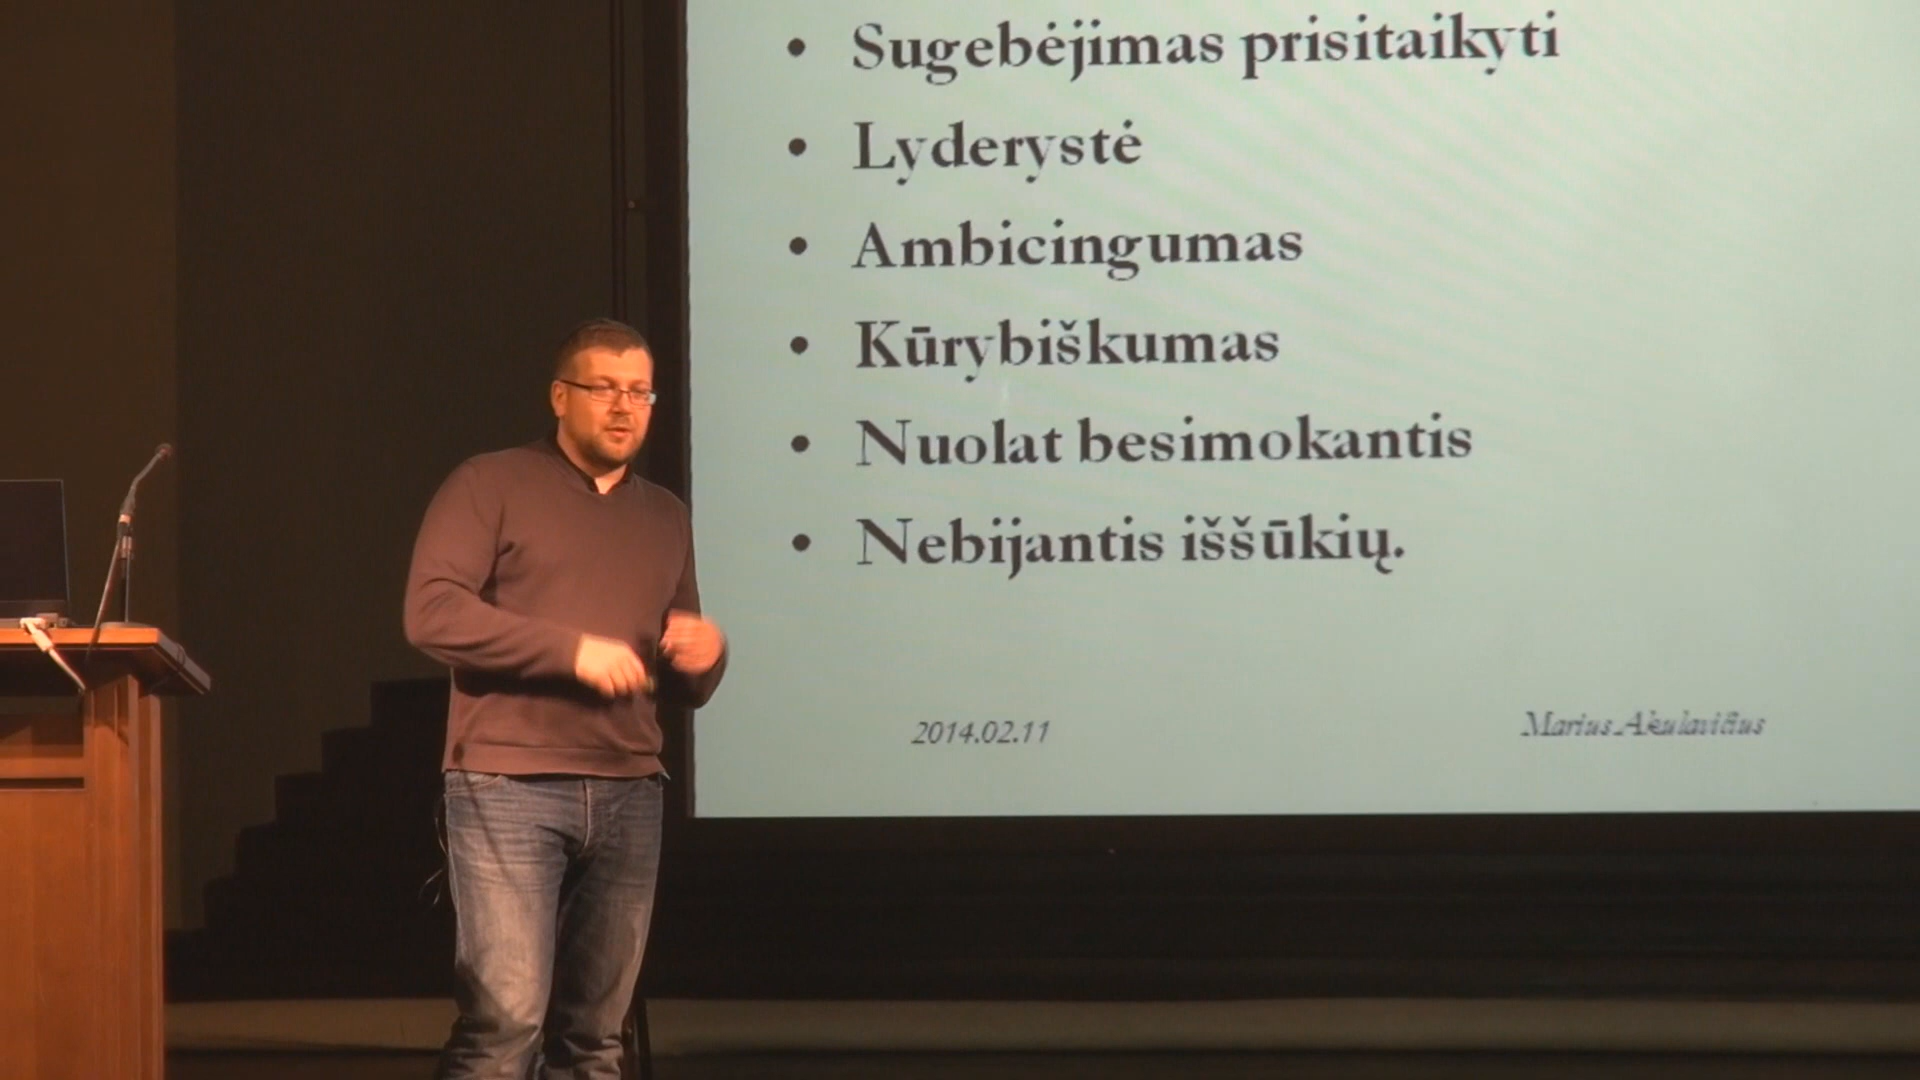 • Sugebėjimas prisitaikyti
• Lyderystė
• Ambicingumas
• Kūrybiškumas
• Nuolat besimokantis
• Nebijantis iššūkių.
2014.02.11
Marius Akulavičius